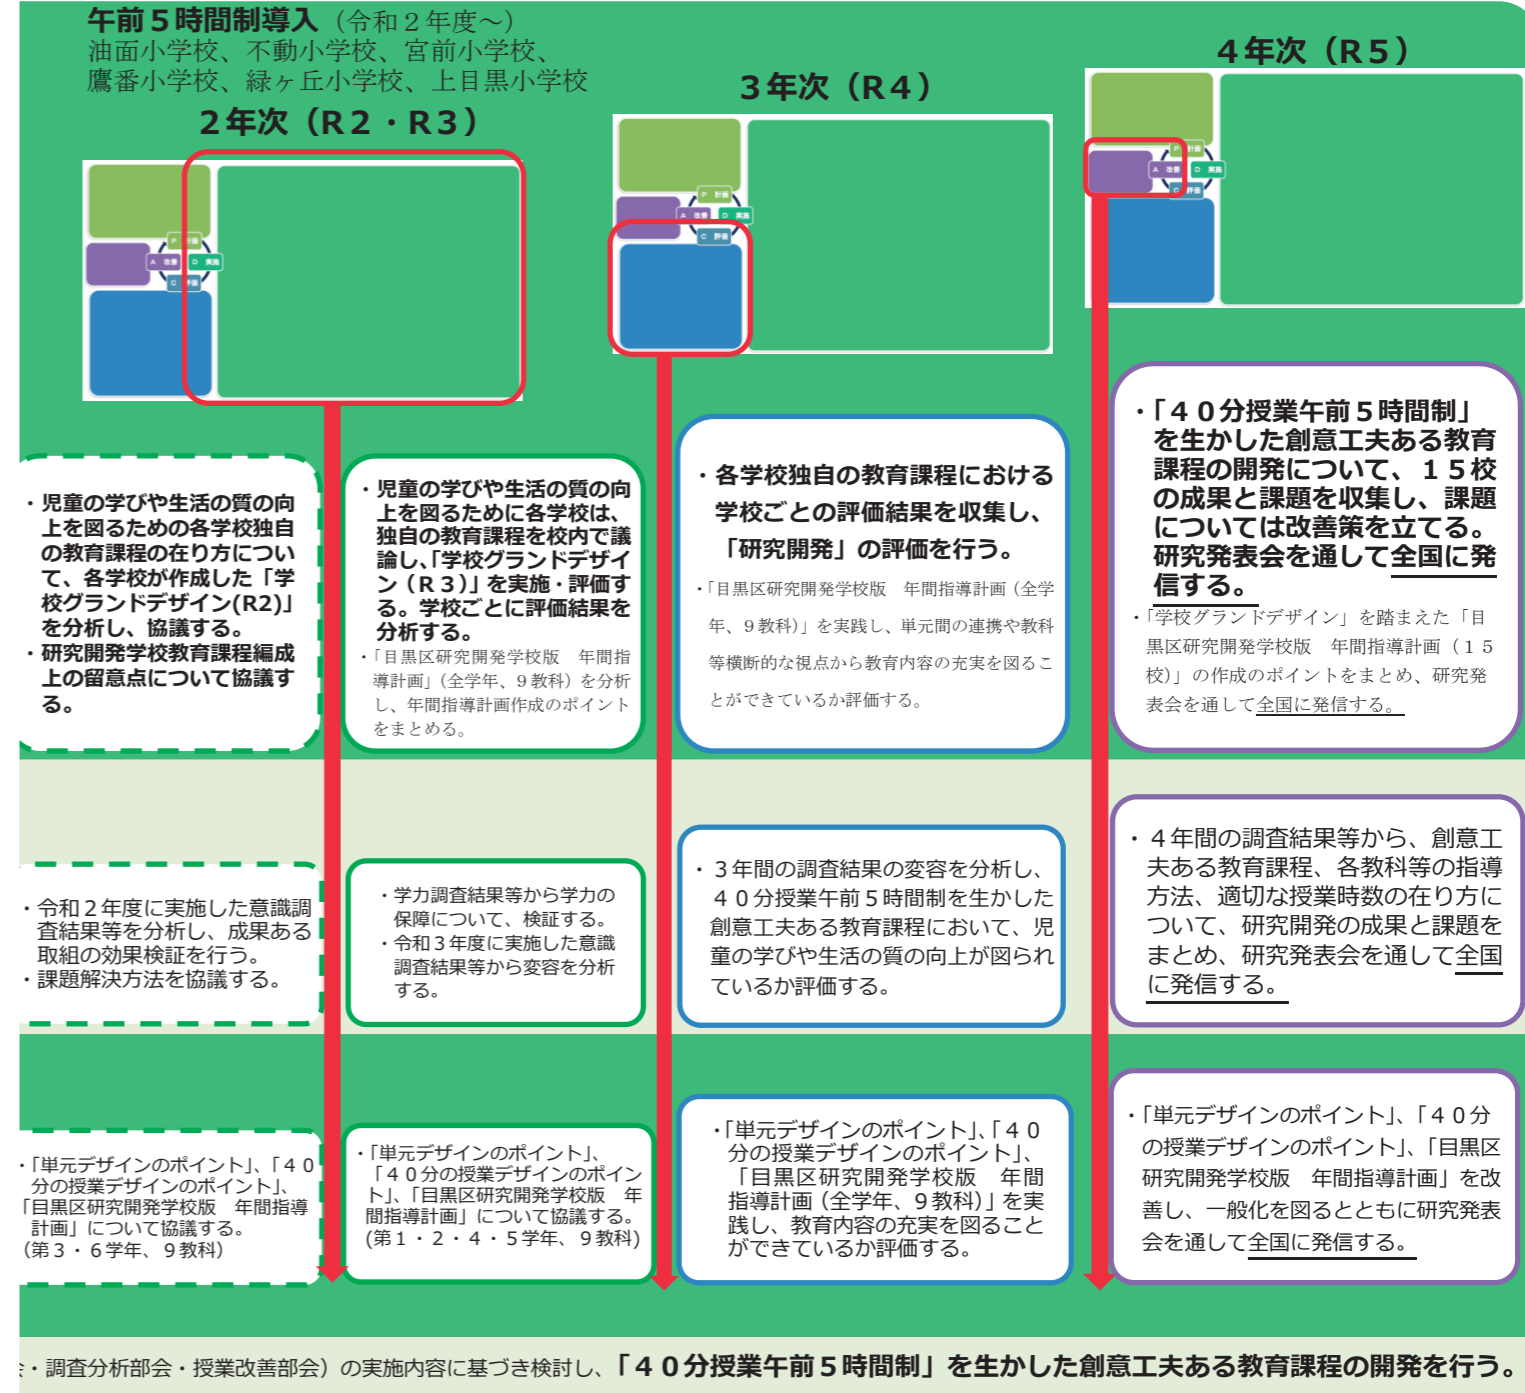 午前５時間制導入（令和２年度～）
油面小学校、不動小学校、宮前小学校、
鷹番小学校、緑ヶ丘小学校、上目黒小学校
２年次（R２・R３）
P 計画
A 改善
D 実施
C 評価
３年次（R４）
P 計画
A 改善
D 実施
C 評価
４年次（R５）
P 計画
A 改善
D 実施
C 評価
・児童の学びや生活の質の向
上を図るための各学校独自
の教育課程の在り方につい
て、各学校が作成した「学
校グランドデザイン(R2)」
を分析し、協議する。
・研究開発学校教育課程編成
上の留意点について協議す
る。
・児童の学びや生活の質の向
上を図るために各学校は、
独自の教育課程を校内で議
論し、「学校グランドデザイ
ン（R３）」を実施・評価す
る。学校ごとに評価結果を
分析する。
・「目黒区研究開発学校版　年間指
導計画」（全学年、９教科）を分析
し、年間指導計画作成のポイント
をまとめる。
・各学校独自の教育課程における
学校ごとの評価結果を収集し、
「研究開発」の評価を行う。
・「目黒区研究開発学校版　年間指導計画（全学
年、９教科）」を実践し、単元間の連携や教科
等横断的な視点から教育内容の充実を図るこ
とができているか評価する。
・「４０分授業午前５時間制」
を生かした創意工夫ある教育
課程の開発について、１５校
の成果と課題を収集し、課題
については改善策を立てる。
研究発表会を通して全国に発
信する。
・「学校グランドデザイン」を踏まえた「目
黒区研究開発学校版　年間指導計画（１５
校）」の作成のポイントをまとめ、研究発
表会を通して全国に発信する。
・令和２年度に実施した意識調
査結果等を分析し、成果ある
取組の効果検証を行う。
・課題解決方法を協議する。
・学力調査結果等から学力の
保障について、検証する。
・令和３年度に実施した意識
調査結果等から変容を分析
する。
・３年間の調査結果の変容を分析し、
４０分授業午前５時間制を生かした
創意工夫ある教育課程において、児
童の学びや生活の質の向上が図られ
ているか評価する。
・４年間の調査結果等から、創意工
夫ある教育課程、各教科等の指導
方法、適切な授業時数の在り方に
ついて、研究開発の成果と課題を
まとめ、研究発表会を通して全国
に発信する。
・「単元デザインのポイント」、「４０
分の授業デザインのポイント」、
「目黒区研究開発学校版　年間指導
計画」について協議する。
(第３・６学年、９教科)
・「単元デザインのポイント」、
「４０分の授業デザインのポイン
ト」、「目黒区研究開発学校版　年
間指導計画」について協議する。
(第１・２・４・５学年、９教科)
・「単元デザインのポイント」、「４０
分の授業デザインのポイント」、
「目黒区研究開発学校版　年間
指導計画（全学年、９教科）」を実
践し、教育内容の充実を図ること
ができているか評価する。
・「単元デザインのポイント」、「４０分
の授業デザインのポイント」、「目黒区
研究開発学校版　年間指導計画」を改
善し、一般化を図るとともに研究発表
会を通して全国に発信する。
・調査分析部会・授業改善部会）の実施内容に基づき検討し、「４０分授業午前５時間制」を生かした創意工夫ある教育課程の開発を行う。